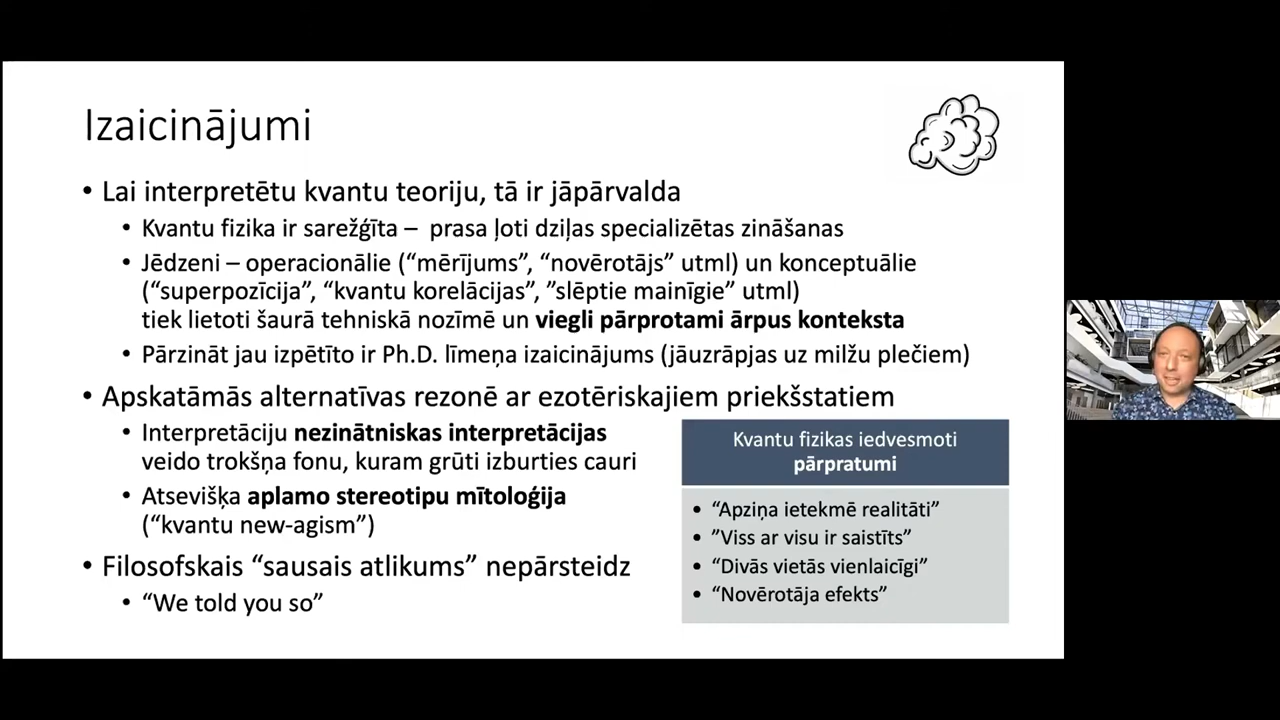 Izaicinājumi
• Lai interpretētu kvantu teoriju, tā ir jāpārvalda
• Kvantu fizika ir sarežģīta – prasa ļoti dziļas specializētas zināšanas
• Jēdzeni – operacionālie (“mērījums”, “novērotājs” utml) un konceptuālie
(“superpozīcija”, “kvantu korelācijas”, ”slēptie mainīgie” utml)
tiek lietoti šaurā tehniskā nozīmē un viegli pārprotami ārpus konteksta
• Pārzināt jau izpētīto ir Ph.D. līmeņa izaicinājums (jāuzrāpjas uz milžu plečiem)
• Apskatāmās alternatīvas rezonē ar ezotēriskajiem priekšstatiem
• Interpretāciju nezinātniskas interpretācijas
veido trokšņa fonu, kuram grūti izburties cauri
• Atsevišķa aplamo stereotipu mītoloģija
(“kvantu new-agism”)
• Filosofskais “sausais atlikums” nepārsteidz
• “We told you so”
Kvantu fizikas iedvesmoti
pārpratumi
• “Apziņa ietekmē realitāti”
• ”Viss ar visu ir saistīts”
• “Divās vietās vienlaicīgi”
• “Novērotāja efekts”